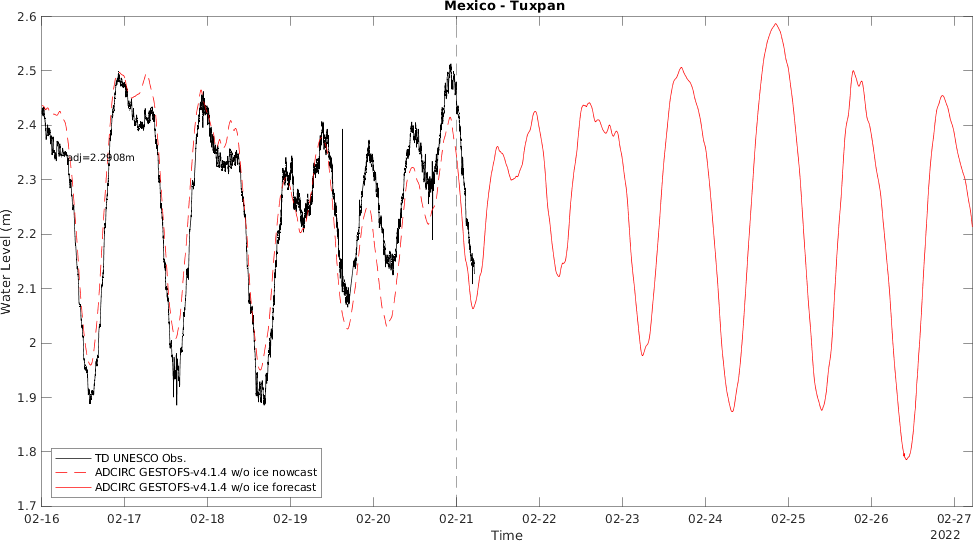 Mexico - Tuxpan
2.6
2.5
2.4
2.3
2.2
2.1
2
1.9
1.8
1.7
Water Level (m)
adj=2.2908m
TD UNESCO Obs.
ADCIRC GESTOFS-v4.1.4 w/o ice nowcast
ADCIRC GESTOFS-v4.1.4 w/o ice forecast
02-16 02-17 02-18 02-19 02-20 02-21 02-22 02-23 02-24 02-25 02-26 02-27
Time
2022